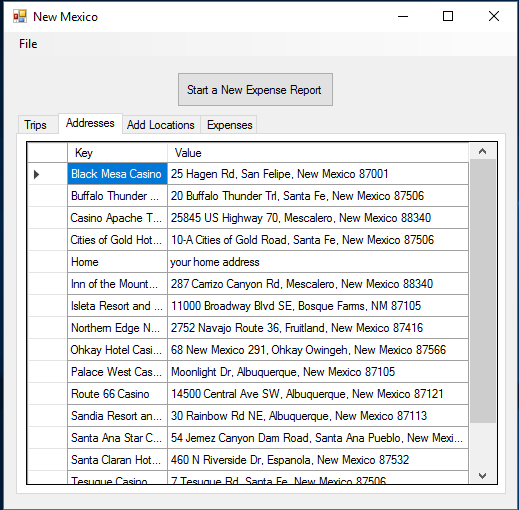 New Mexico
File
Start a New Expense Report
Trips Addresses Add Locations Expenses
Key Value
Black Mesa Casino 25 Hagen Rd, San Felipe, New Mexico 87001
Buffalo Thunder ... 20 Buffalo Thunder Trl, Santa Fe, New Mexico 87506
Casino Apache T... 25845 US Highway 70, Mescalero, New Mexico 88340
Cities of Gold Hot... 10-A Cities of Gold Road, Santa Fe, New Mexico 87506
Home your home address
Inn of the Mount... 287 Carrizo Canyon Rd, Mescalero, New Mexico 88340
Isleta Resort and ... 11000 Broadway Blvd SE, Bosque Farms, NM 87105
Northern Edge N... 2752 Navajo Route 36, Fruitland, New Mexico 87416
Ohkay Hotel Casi... 68 New Mexico 291, Ohkay Owingeh, New Mexico 87566
Palace West Cas... Moonlight Dr, Albuquerque, New Mexico 87105
Route 66 Casino 14500 Central Ave SW, Albuquerque, New Mexico 87121
Sandia Resort an... 30 Rainbow Rd NE, Albuquerque, New Mexico 87113
Santa Ana Star C... 54 Jemez Canyon Dam Road, Santa Ana Pueblo, New Mexi...
Santa Claran Hot... 460 N Riverside Dr, Espanola, New Mexico 87532
Tesuque Casino 7 Tesuque Rd, Santa Fe, New Mexico 87506